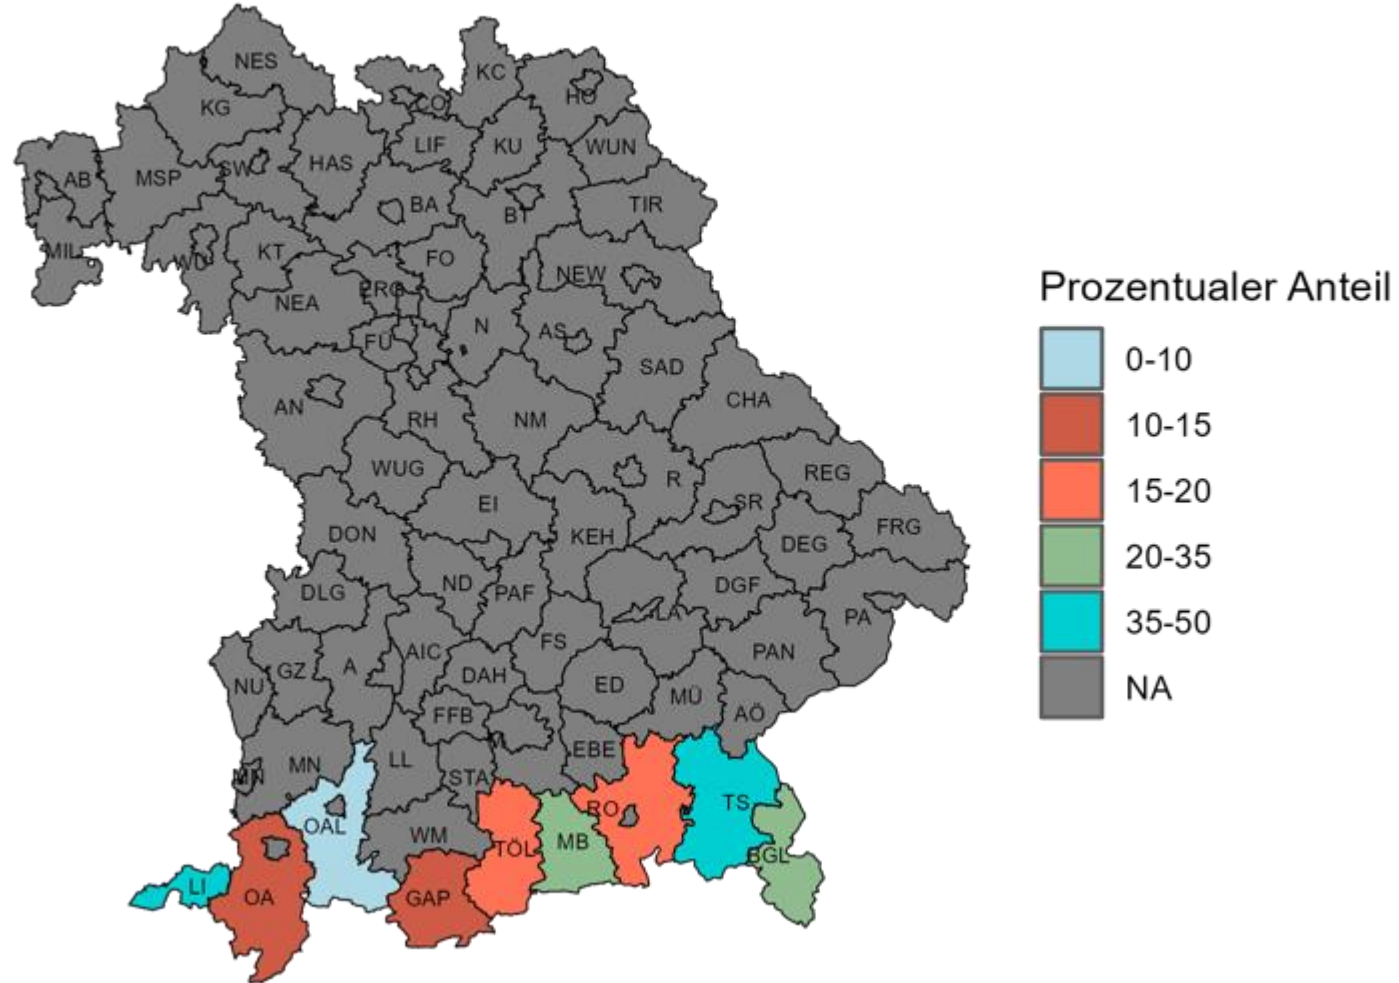 NES
KC
KG
CO
HO
LIF
KU
WUN
SW
HAS
AB
MSP
BA
BT
TIR
MIL
WÜ
KT
FO
NEW
NEA
ERG
N
AS
FÜ
SAD
AN
RH
NM
CHA
WUG
R
REG
EI
SR
DON
KEH
DEG
FRG
DLG
ND
PAF
DGF
LA
PA
FS
AIC
PAN
NU
GZ
A
DAH
ED
MÜ
FFB
AÖ
M
EBE
MN
MN
LL
STA
OAL
WM
TÖL
MB
RO
TS
BGL
LI
OA
GAP
Prozentualer Anteil
0-10
10-15
15-20
20-35
35-50
NA